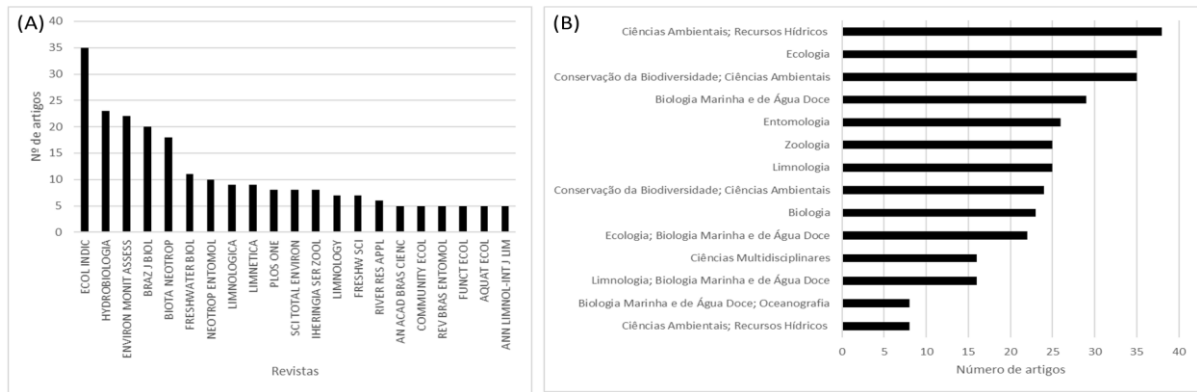 (A)
40
35
30
25
20
15
10
5
0
Nº de artigos
ECOL INDIC
HYDROBIOLOGIA
ENVIRON MONIT ASSESS
BRAZ J BIOL
BIOTA NEOTROP
FRESHWATER BIOL
NEOTROP ENTOMOL
LIMNOLOGICA
LIMNETICA
PLOS ONE
SCI TOTAL ENVIRON
IHERINGIA SER ZOOL
LIMNOLOGY
FRESHW SCI
RIVER RES APPL
AN ACAD BRAS CIENC
COMMUNITY ECOL
REV BRAS ENTOMOL
FUNCT ECOL
AQUAT ECOL
ANN LIMNOL-INT J LIM
Revistas
(B)
Ciências Ambientais; Recursos Hídricos
Ecologia
Conservação da Biodiversidade; Ciências Ambientais
Biologia Marinha e de Água Doce
Entomologia
Zoologia
Limnologia
Conservação da Biodiversidade; Ciências Ambientais
Biologia
Ecologia; Biologia Marinha e de Água Doce
Ciências Multidisciplinares
Limnologia; Biologia Marinha e de Água Doce
Biologia Marinha e de Água Doce; Oceanografia
Ciências Ambientais; Recursos Hídricos
0 5 10 15 20 25 30 35 40
Número de artigos